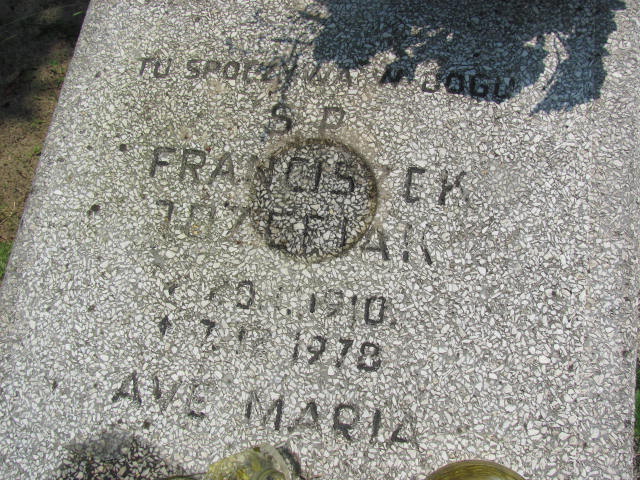 TU SPOCZYWA W BOGU
S P
FRANCISZEK
JÓZEFIAK
1910.
1978
AVE MARIA